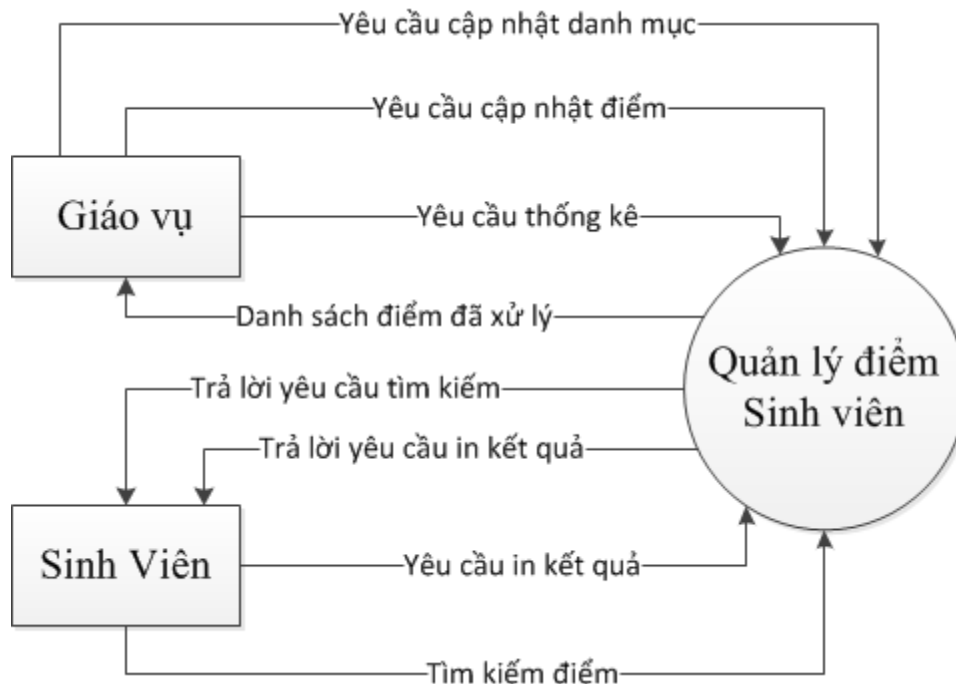 Yêu cầu cập nhật danh mục
Yêu cầu cập nhật điểm
Giáo vụ
Yêu cầu thống kê
Danh sách điểm đã xử lý
Quản lý điểm
Sinh viên
Trả lời yêu cầu tìm kiếm
Trả lời yêu cầu in kết quả
Sinh Viên
Yêu cầu in kết quả
Tìm kiếm điểm